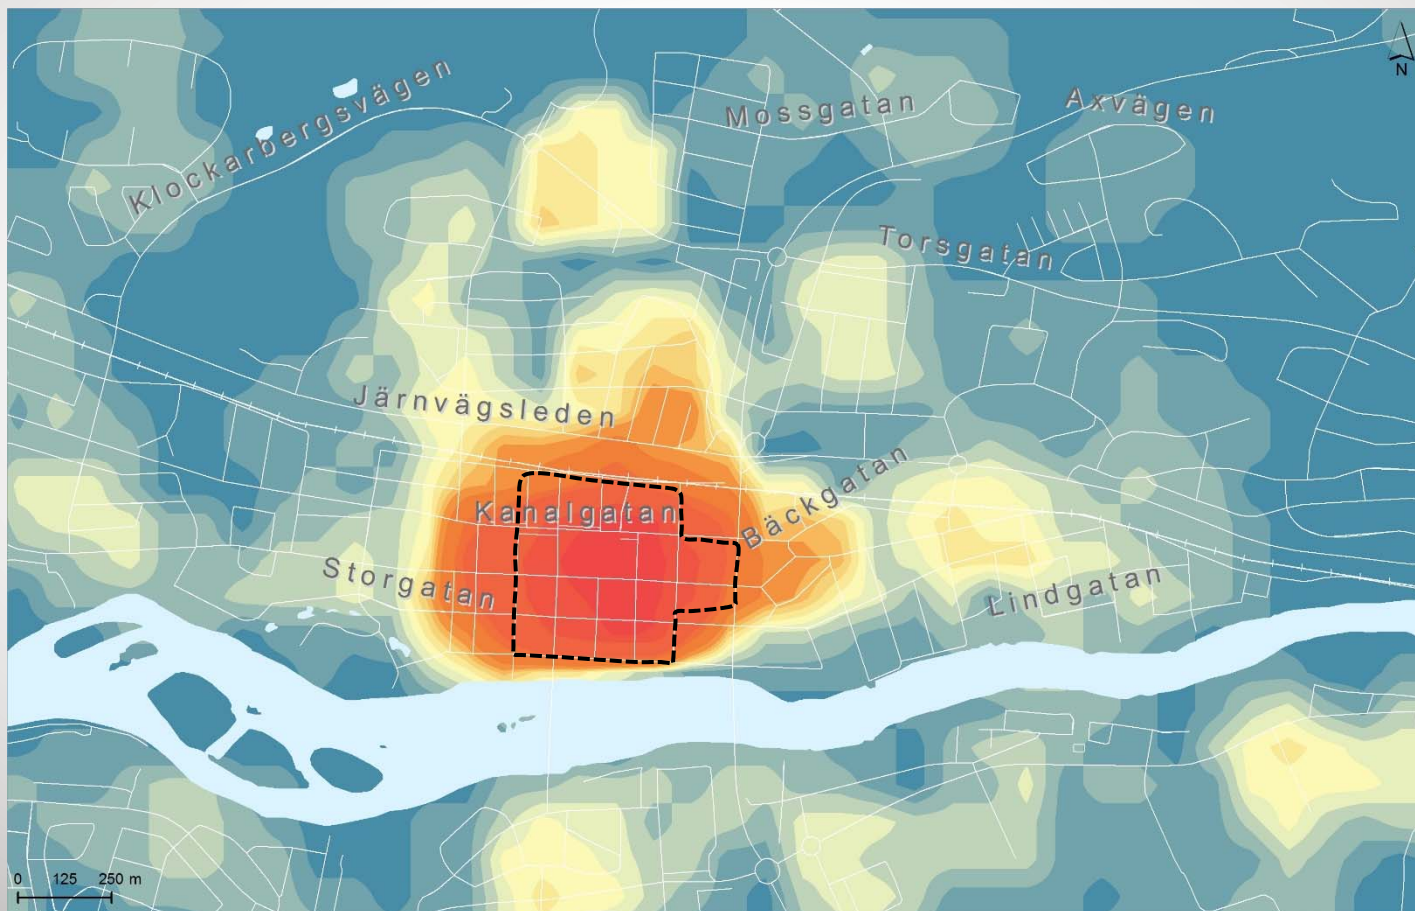 Klockarbergsvägen
Mossgatan
Axvägen
N
Torsgatan
Järnvägsleden
Kanalgatan
Bäckgatan
Storgatan
Lindgatan
0 125 250 m